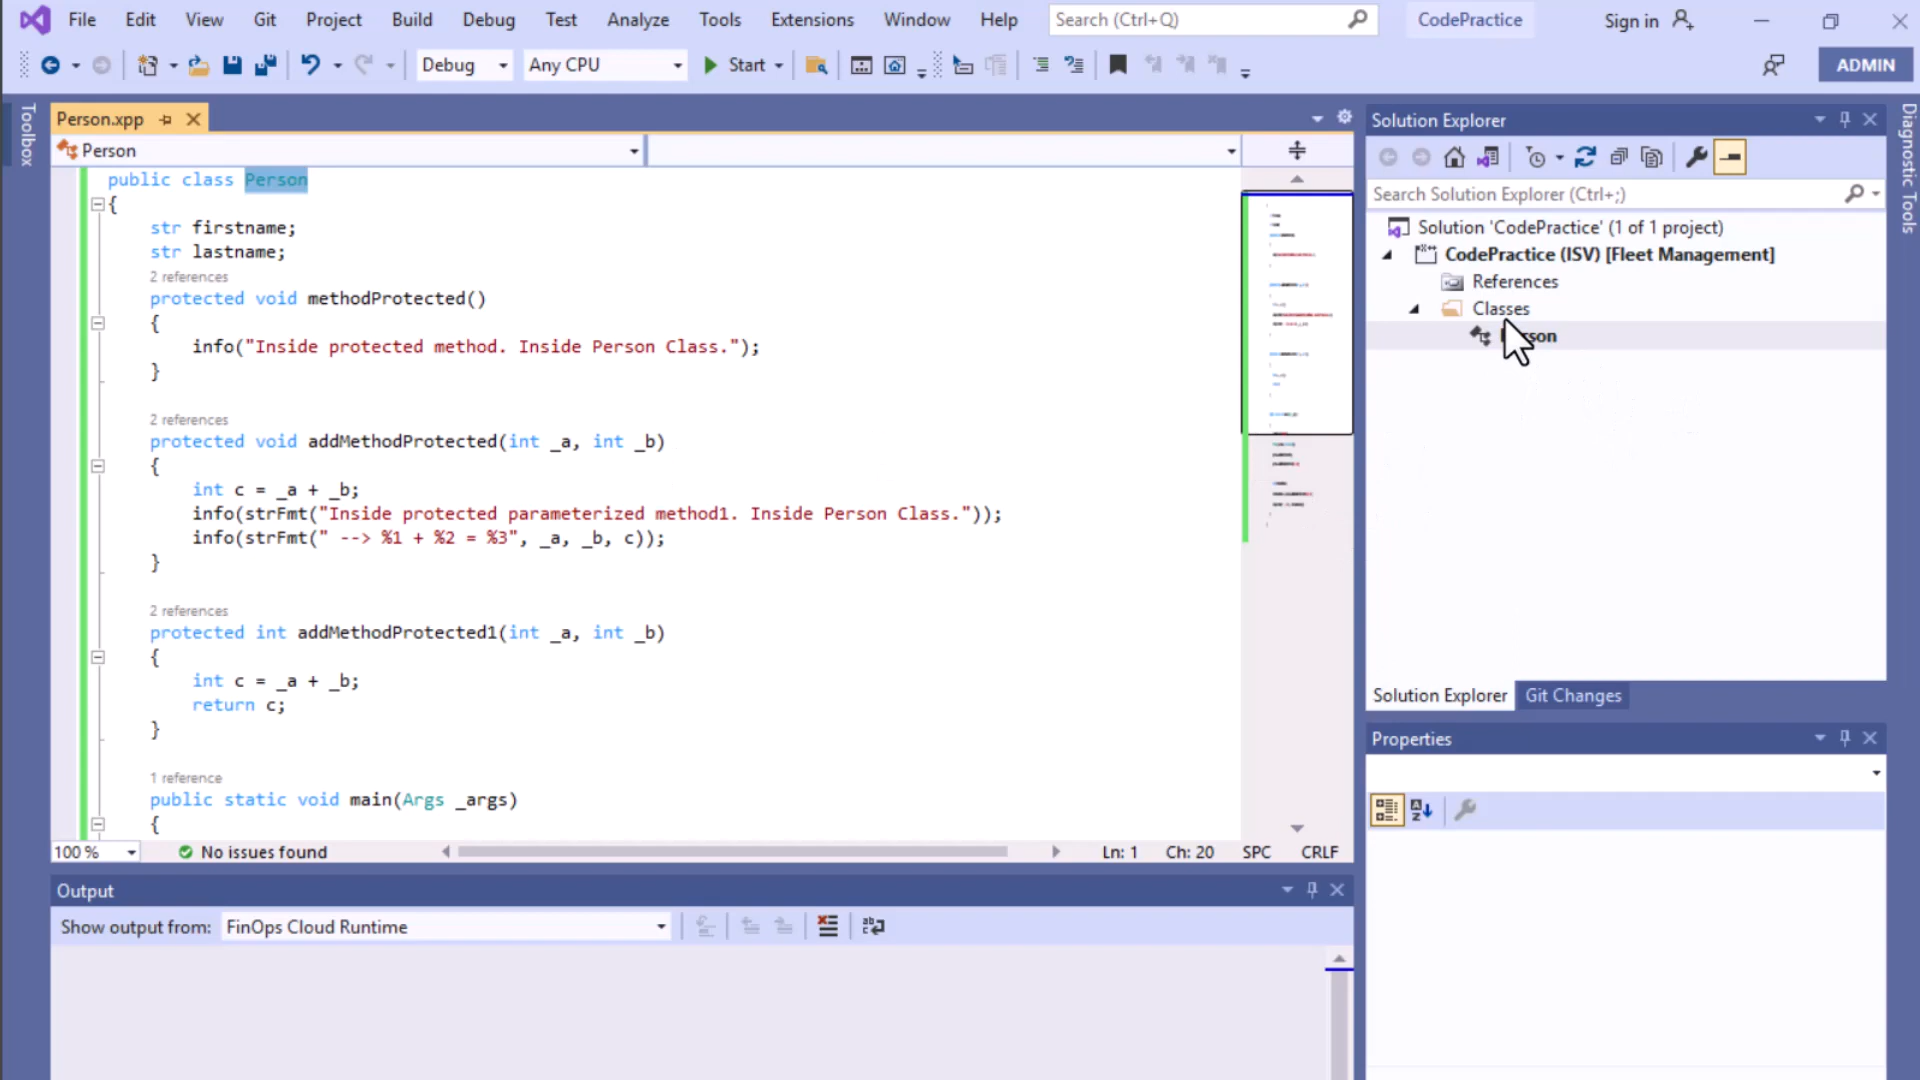 File Edit View Git Project Build Debug Test Analyze Tools Extensions Window Help Search (Ctrl+Q) CodePractice Sign in
Debug Any CPU Start ADMIN
Toolbox
Person.xpp
Person
public class Person
{
str firstname;
str lastname;
2 references
protected void methodProtected()
{
info("Inside protected method. Inside Person Class.");
}
2 references
protected void addMethodProtected(int _a, int _b)
{
int c = _a + _b;
info(strFmt("Inside protected parameterized method1. Inside Person Class."));
info(strFmt(" --> %1 + %2 = %3", _a, _b, c));
}
2 references
protected int addMethodProtected1(int _a, int _b)
{
int c = _a + _b;
return c;
}
1 reference
public static void main(Args _args)
{
100 % No issues found Ln: 1 Ch: 20 SPC CRLF
Output
Show output from: FinOps Cloud Runtime
Solution Explorer
Search Solution Explorer (Ctrl+;)
Solution 'CodePractice' (1 of 1 project)
CodePractice (ISV) [Fleet Management]
References
Classes
Person
Solution Explorer Git Changes
Properties
Diagnostic Tools